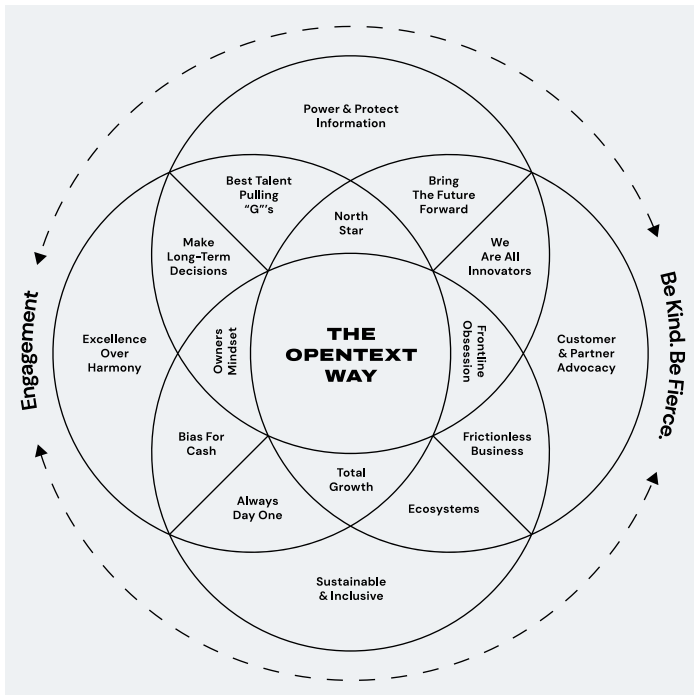 Power & Protect
Information
Best Talent
Pulling
“G”’s
Bring
The Future
Forward
North
Star
Make
Long-Term
Decisions
We
Are All
Innovators
Engagement
Excellence
Over
Harmony
Owners
Mindset
THE
OPENTEXT
WAY
Frontline
Obsession
Customer
& Partner
Advocacy
Be Kind. Be Fierce.
Bias For
Cash
Frictionless
Business
Total
Growth
Always
Day One
Ecosystems
Sustainable
& Inclusive